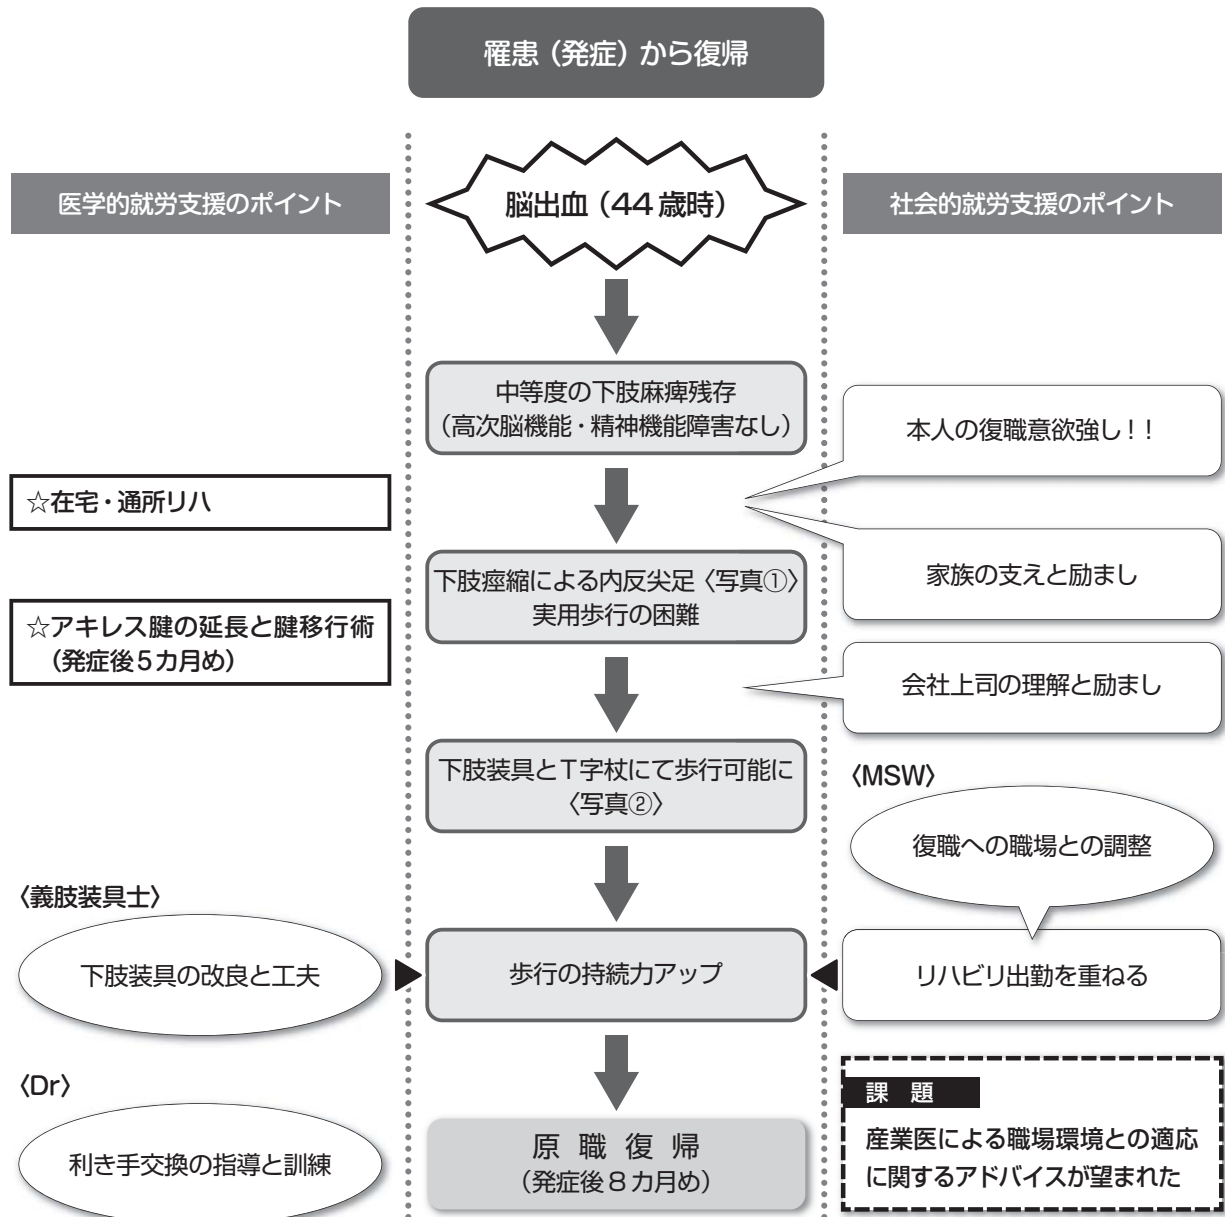 罹患（発症）から復帰
医学的就労支援のポイント
脳出血（44歳時）
社会的就労支援のポイント
中等度の下肢麻痺残存
（高次脳機能・精神機能障害なし）
本人の復職意欲強し！！
☆在宅・通所リハ
家族の支えと励まし
下肢痙縮による内反尖足〈写真①〉
実用歩行の困難
☆アキレス腱の延長と腱移行術
（発症後5カ月め）
会社上司の理解と励まし
下肢装具とT字杖にて歩行可能に
〈写真②〉
〈MSW〉
復職への職場との調整
〈義肢装具士〉
下肢装具の改良と工夫
歩行の持続力アップ
リハビリ出勤を重ねる
〈Dr〉
利き手交換の指導と訓練
原職復帰
（発症後8カ月め）
課題
産業医による職場環境との適応
に関するアドバイスが望まれた